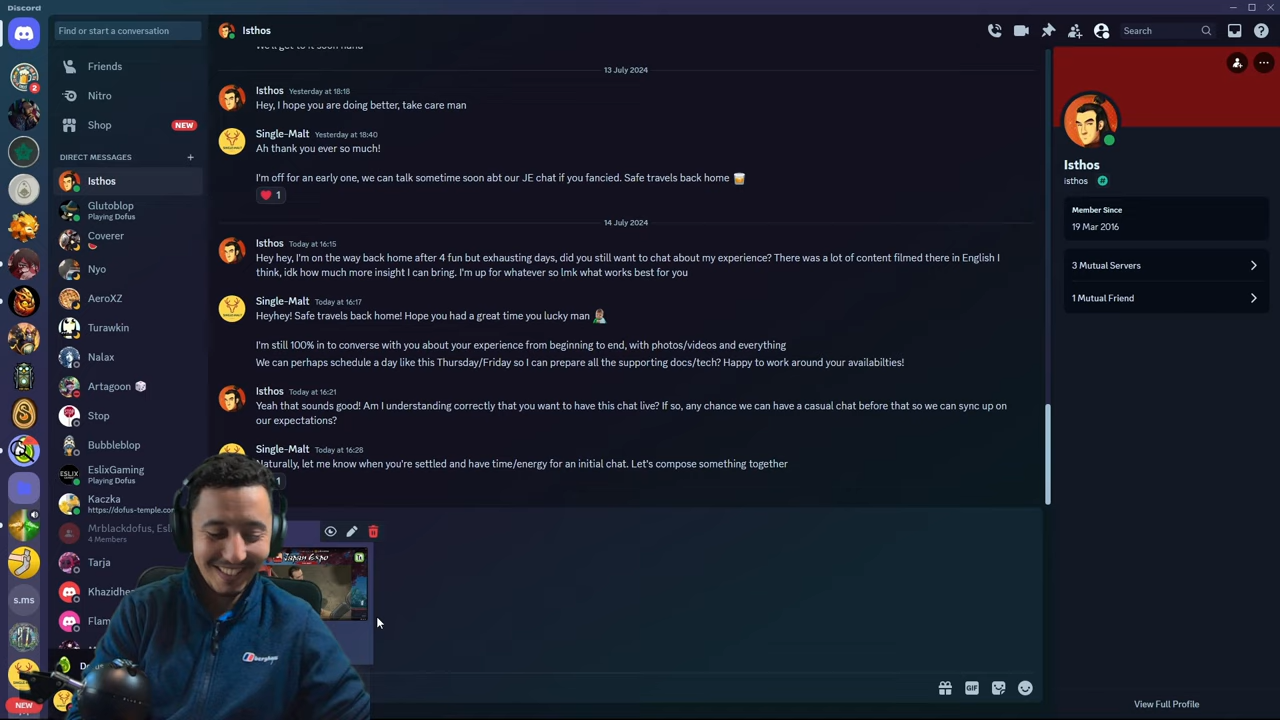 Discord
Find or start a conversation
Isthos
Search
Friends
Nitro
Shop
NEW
DIRECT MESSAGES
Isthos
Glutoblop
Playing Dofus
Coverer
Nyo
AeroXZ
Turawkin
Nalax
Artagoon
Stop
Bubbleblop
EslixGaming
Playing Dofus
Kaczka
https://dofus-temple.com
Mrblackdofus, Esli
4 Members
Tarja
Khazidhe
Flam
2
s.ms
NEW
13 July 2024
Isthos Yesterday at 18:18
Hey, I hope you are doing better, take care man
Single-Malt Yesterday at 18:40
Ah thank you ever so much!
I'm off for an early one, we can talk sometime soon abt our JE chat if you fancied. Safe travels back home
1
14 July 2024
Isthos Today at 16:15
Hey hey, I'm on the way back home after 4 fun but exhausting days, did you still want to chat about my experience? There was a lot of content filmed there in English I
think, idk how much more insight I can bring. I'm up for whatever so lmk what works best for you
Single-Malt Today at 16:17
Heyhey! Safe travels back home! Hope you had a great time you lucky man
I'm still 100% in to converse with you about your experience from beginning to end, with photos/videos and everything
We can perhaps schedule a day like this Thursday/Friday so I can prepare all the supporting docs/tech? Happy to work around your availabilties!
Isthos Today at 16:21
Yeah that sounds good! Am I understanding correctly that you want to have this chat live? If so, any chance we can have a casual chat before that so we can sync up on
our expectations?
Single-Malt Today at 16:28
Naturally, let me know when you're settled and have time/energy for an initial chat. Let's compose something together
1
Japan Expo
berghaus
GIF
Isthos
isthos
Member Since
19 Mar 2016
3 Mutual Servers
1 Mutual Friend
View Full Profile